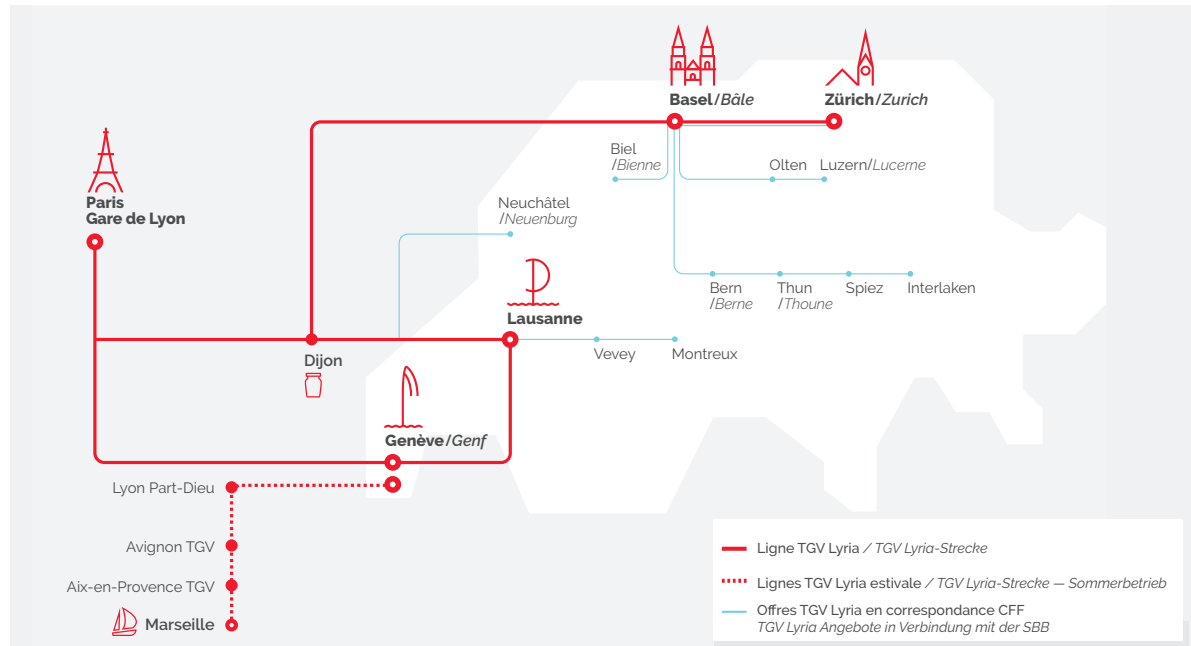 Basel/Bâle
Zürich/Zurich
Biel
/Bienne
Olten
Luzern/Lucerne
Paris
Gare de Lyon
Neuchâtel
/Neuenburg
Bern
/Berne
Thun
/Thoune
Spiez
Interlaken
Lausanne
Dijon
Vevey
Montreux
Genève/Genf
Lyon Part-Dieu
Avignon TGV
Aix-en-Provence TGV
Marseille
Ligne TGV Lyria / TGV Lyria-Strecke
Lignes TGV Lyria estivale / TGV Lyria-Strecke — Sommerbetrieb
Offres TGV Lyria en correspondance CFF
TGV Lyria Angebote in Verbindung mit der SBB